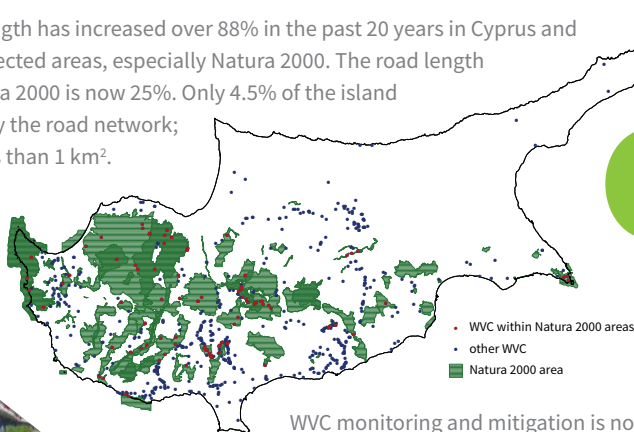 gth has increased over 88% in the past 20 years in Cyprus and
ected areas, especially Natura 2000. The road length
a 2000 is now 25%. Only 4.5% of the island
y the road network;
than 1 km².
WVC within Natura 2000 areas
other WVC
Natura 2000 area
WVC monitoring and mitigation is no